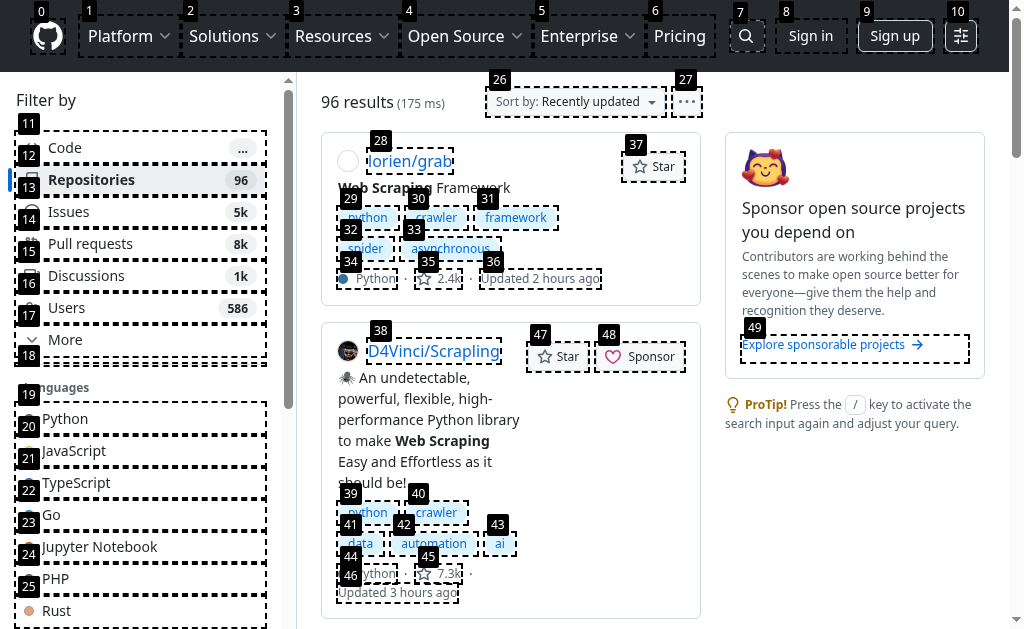 0
1
2
3
4
5
6
7
8
9
10
Platform
Solutions
Resources
Open Source
Enterprise
Pricing
Sign in
Sign up
Filter by
11
Code
...
12
Repositories
96
13
Issues
5k
14
Pull requests
8k
15
Discussions
1k
16
Users
586
17
More
18
nguages
19
Python
20
JavaScript
21
TypeScript
22
Go
23
Jupyter Notebook
24
PHP
25
Rust
96 results (175 ms)
26
Sort by: Recently updated
27
...
28
lorien/grab
37
Star
Web Scraping Framework
29
30
31
python
crawler
framework
32
33
spider
asynchronous
34
35
36
Python
·
2.4k
·
Updated 2 hours ago
38
D4Vinci/Scrapling
47
Star
48
Sponsor
An undetectable,
powerful, flexible, high-
performance Python library
to make Web Scraping
Easy and Effortless as it
should be!
39
40
python
crawler
41
42
43
data
automation
ai
44
45
ython
·
7.3k
·
46
Updated 3 hours ago
Sponsor open source projects
you depend on
Contributors are working behind the
scenes to make open source better for
everyone—give them the help and
recognition they deserve.
49
Explore sponsorable projects →
ProTip! Press the / key to activate the
search input again and adjust your query.